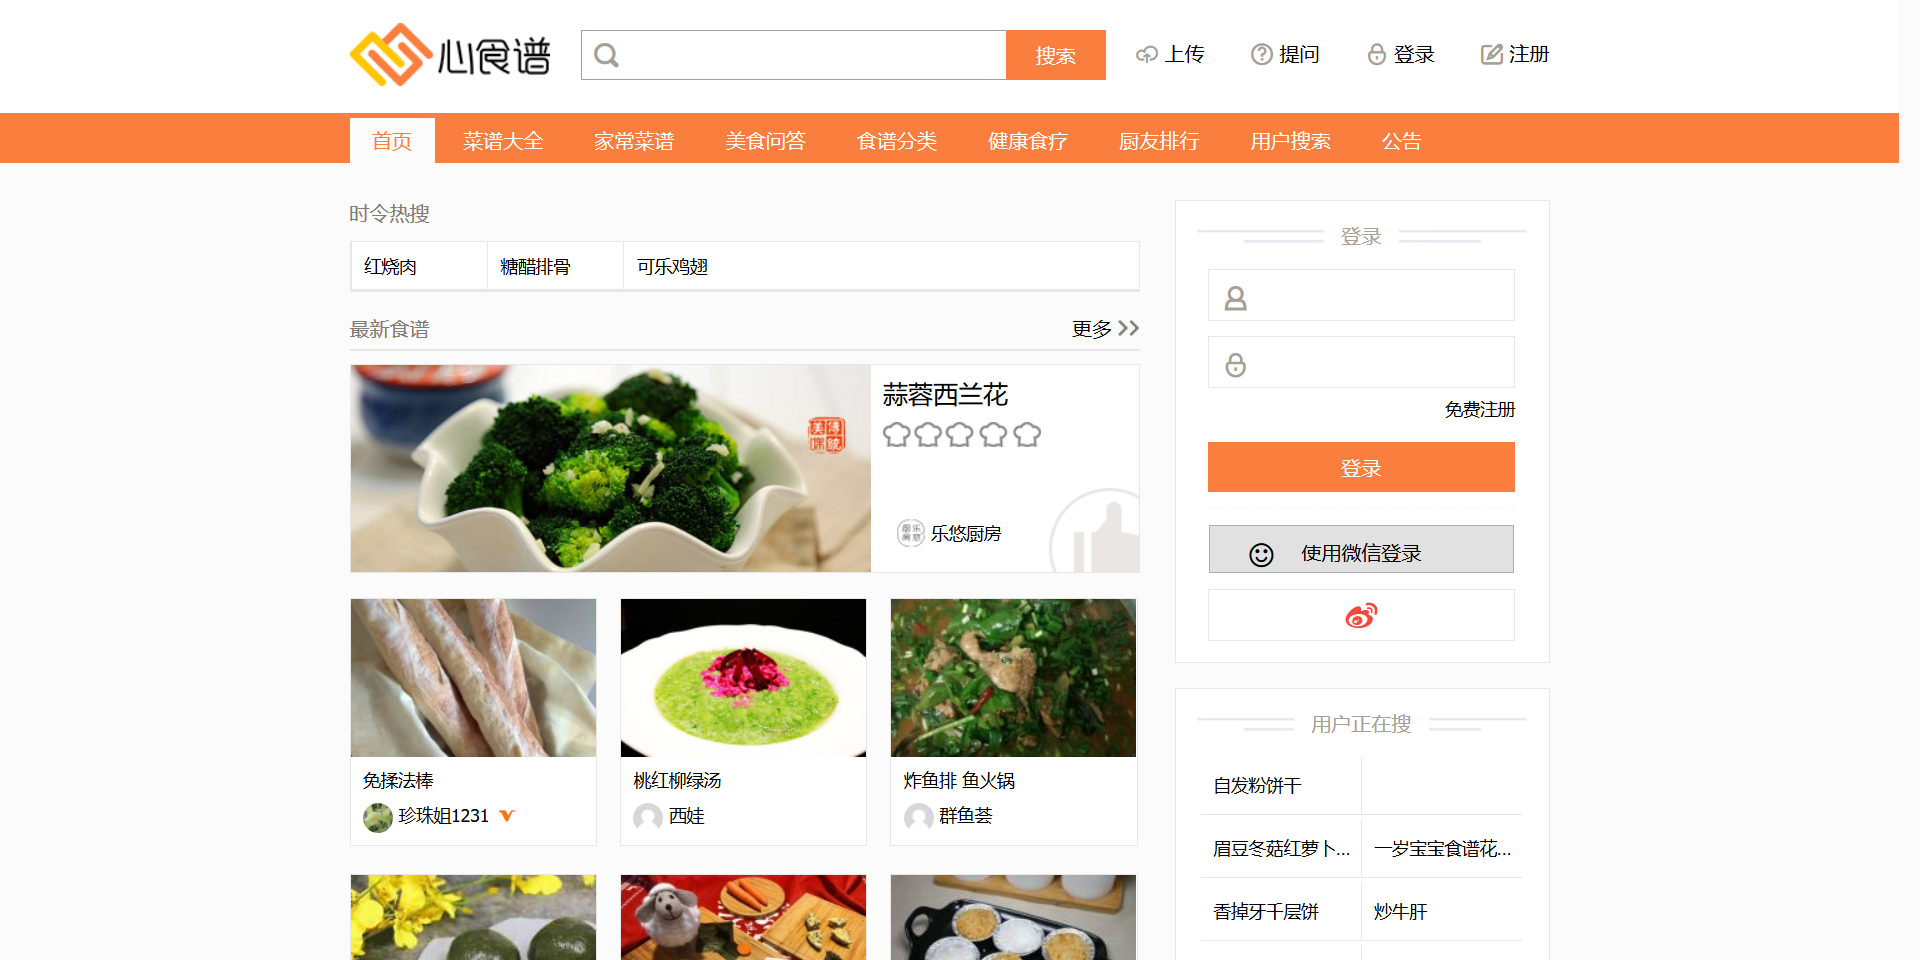 心食谱
搜索
上传
提问
登录
注册
首页
菜谱大全
家常菜谱
美食问答
食谱分类
健康食疗
厨友排行
用户搜索
公告
时令热搜
红烧肉
糖醋排骨
可乐鸡翅
最新食谱
更多
蒜蓉西兰花
乐悠厨房
免揉法棒
珍珠姐1231
桃红柳绿汤
西娃
炸鱼排 鱼火锅
群鱼荟
登录
免费注册
登录
使用微信登录
用户正在搜
自发粉饼干
眉豆冬菇红萝卜...
一岁宝宝食谱花...
香掉牙千层饼
炒牛肝